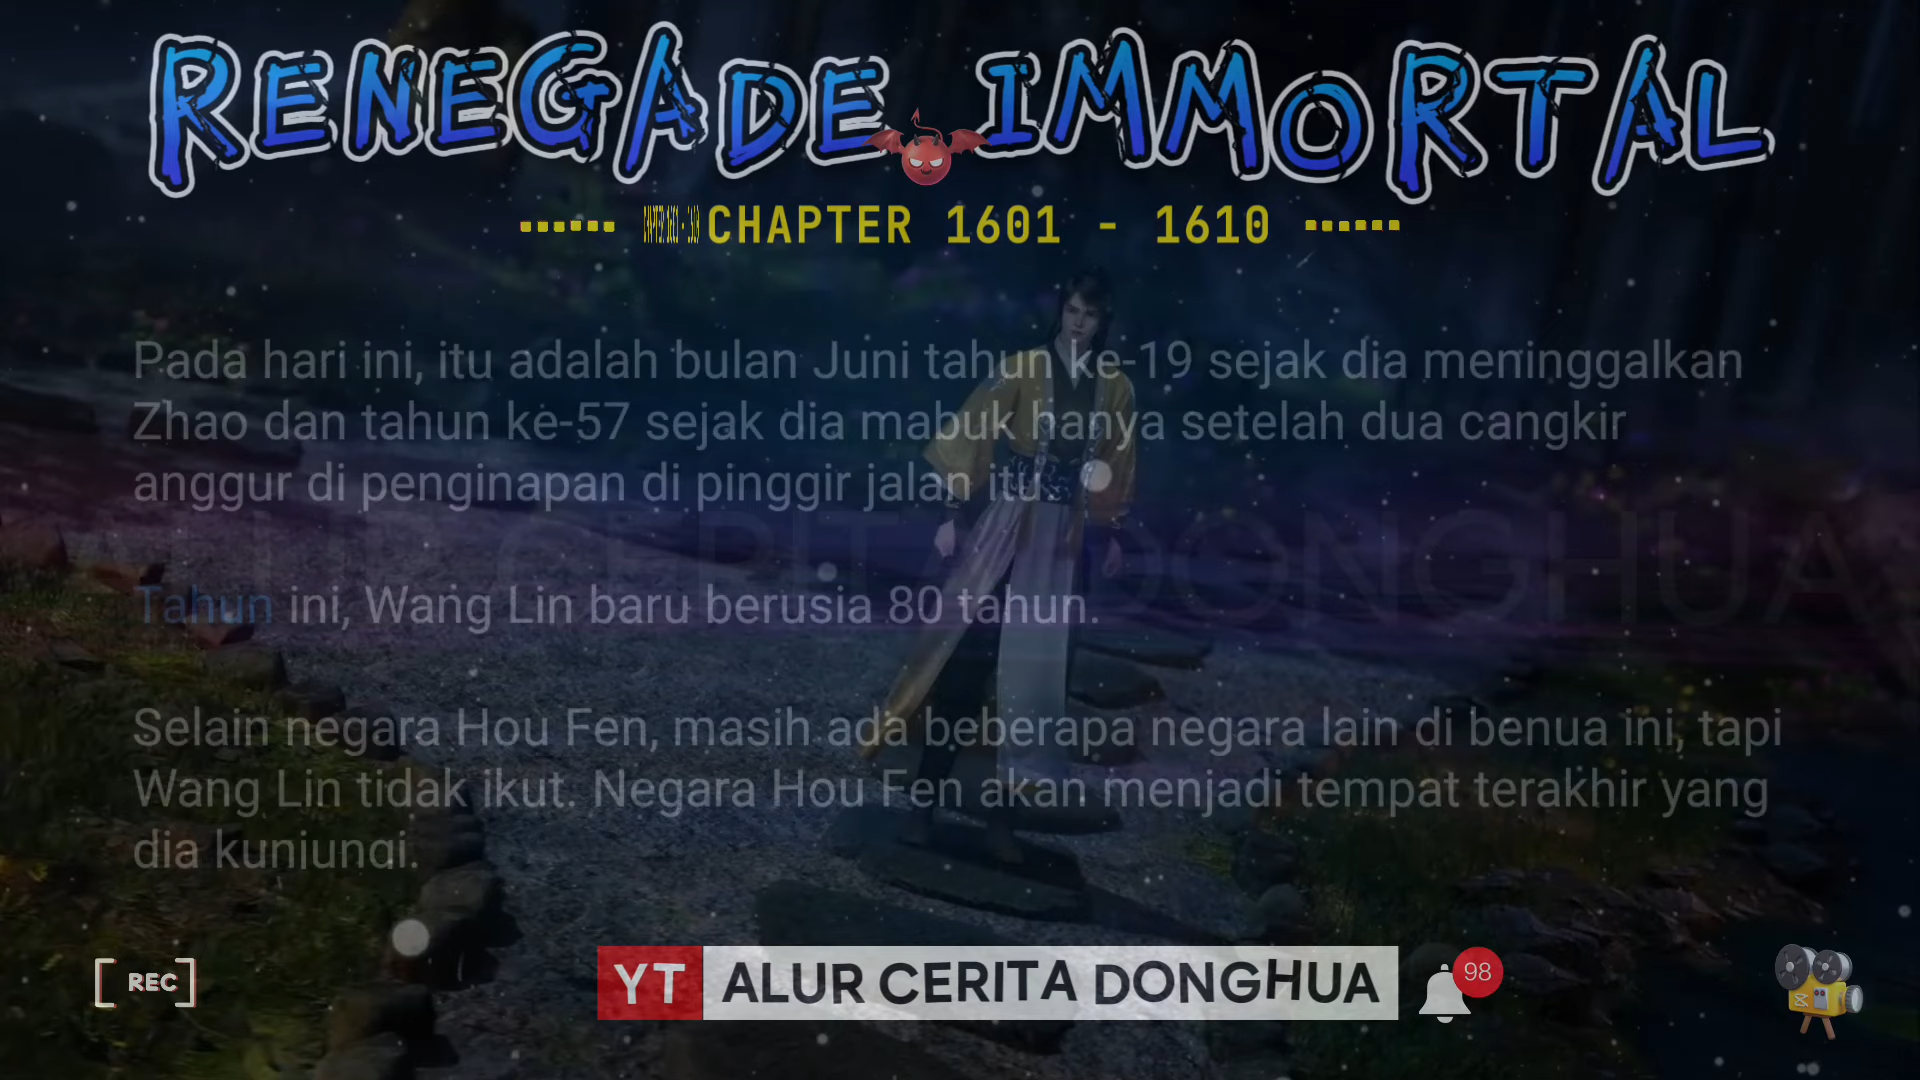 RENEGADE IMMORTAL
CHAPTER 1601 - 1610
Pada hari ini, itu adalah bulan Juni tahun ke-19 sejak dia meninggalkan
Zhao dan tahun ke-57 sejak dia mabuk hanya setelah dua cangkir
anggur di penginapan di pinggir jalan itu.
ALUR CERITA DONGHUA
Tahun ini, Wang Lin baru berusia 80 tahun.
Selain negara Hou Fen, masih ada beberapa negara lain di benua ini, tapi
Wang Lin tidak ikut. Negara Hou Fen akan menjadi tempat terakhir yang
dia kunjungi.
REC
YT ALUR CERITA DONGHUA
98